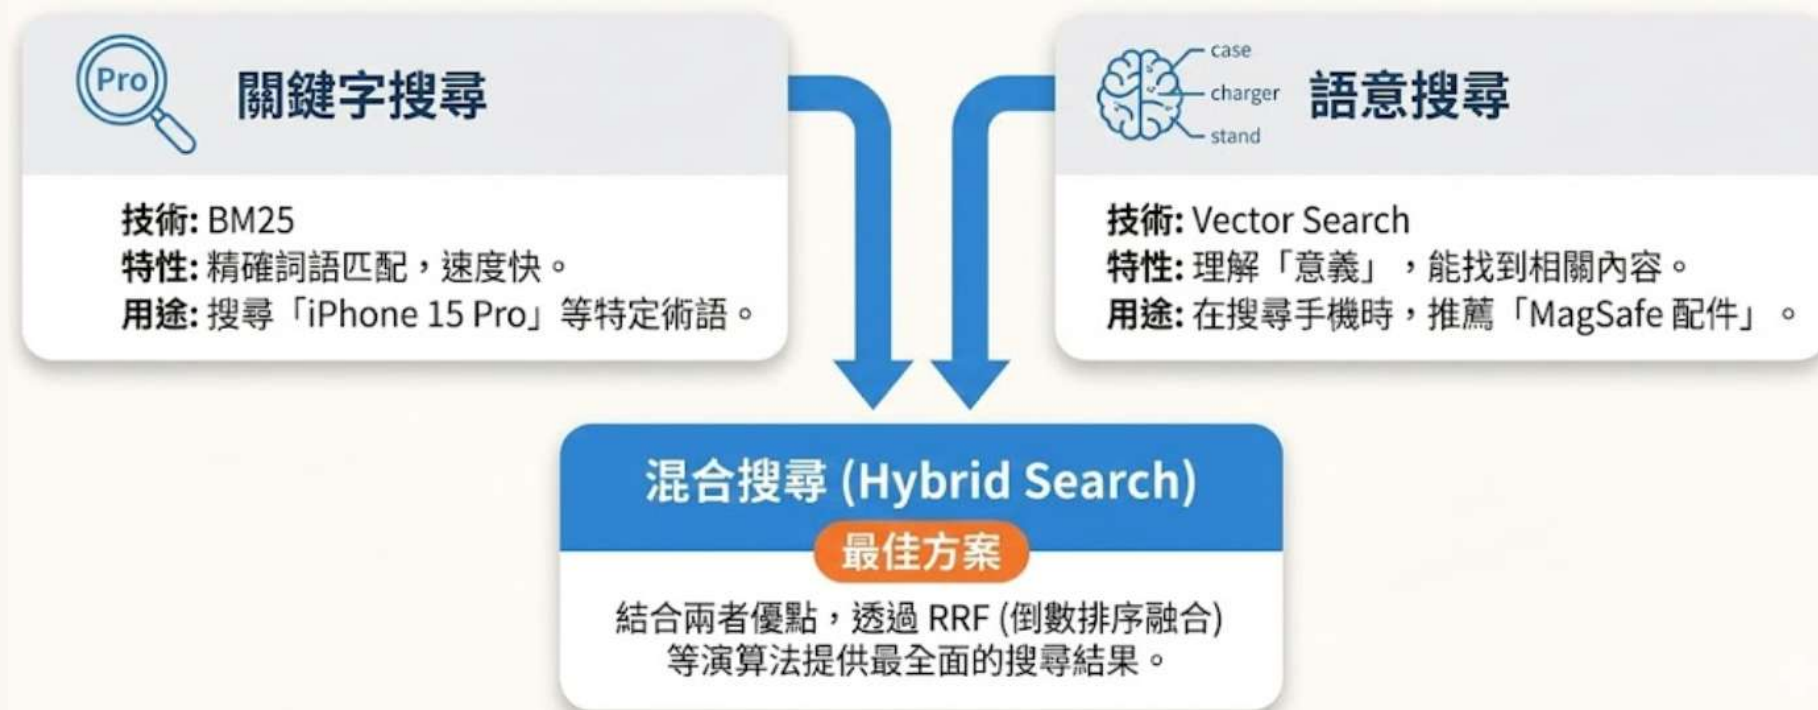 Pro
關鍵字搜尋
技術: BM25
特性: 精確詞語匹配，速度快。
用途: 搜尋「iPhone 15 Pro」等特定術語。
case
charger
stand
語意搜尋
技術: Vector Search
特性: 理解「意義」，能找到相關內容。
用途: 在搜尋手機時，推薦「MagSafe 配件」。
混合搜尋 (Hybrid Search)
最佳方案
結合兩者優點，透過 RRF (倒數排序融合)
等演算法提供最全面的搜尋結果。